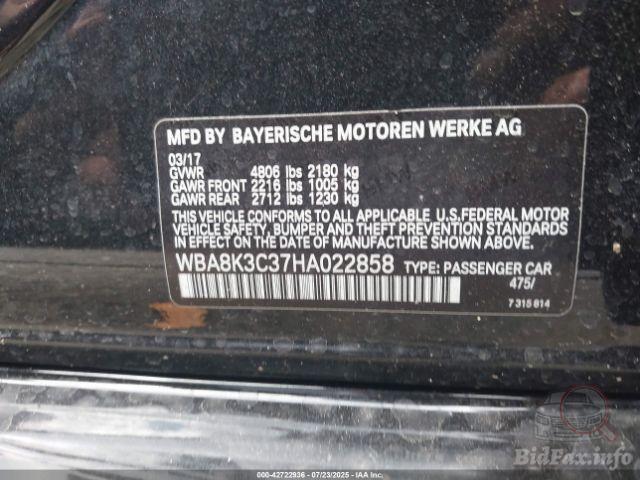 MFD BY BAYERISCHE MOTOREN WERKE AG
03/17
GVWR 4806 lbs 2180 kg
GAWR FRONT 2216 lbs 1005 kg
GAWR REAR 2712 lbs 1230 kg
THIS VEHICLE CONFORMS TO ALL APPLICABLE U.S.FEDERAL MOTOR
VEHICLE SAFETY, BUMPER AND THEFT PREVENTION STANDARDS
IN EFFECT ON THE DATE OF MANUFACTURE SHOWN ABOVE.
WBA8K3C37HA022858 TYPE: PASSENGER CAR
475/
7 315 814
BidFax.info
000-42722936 - 07/23/2025 - IAA Inc.